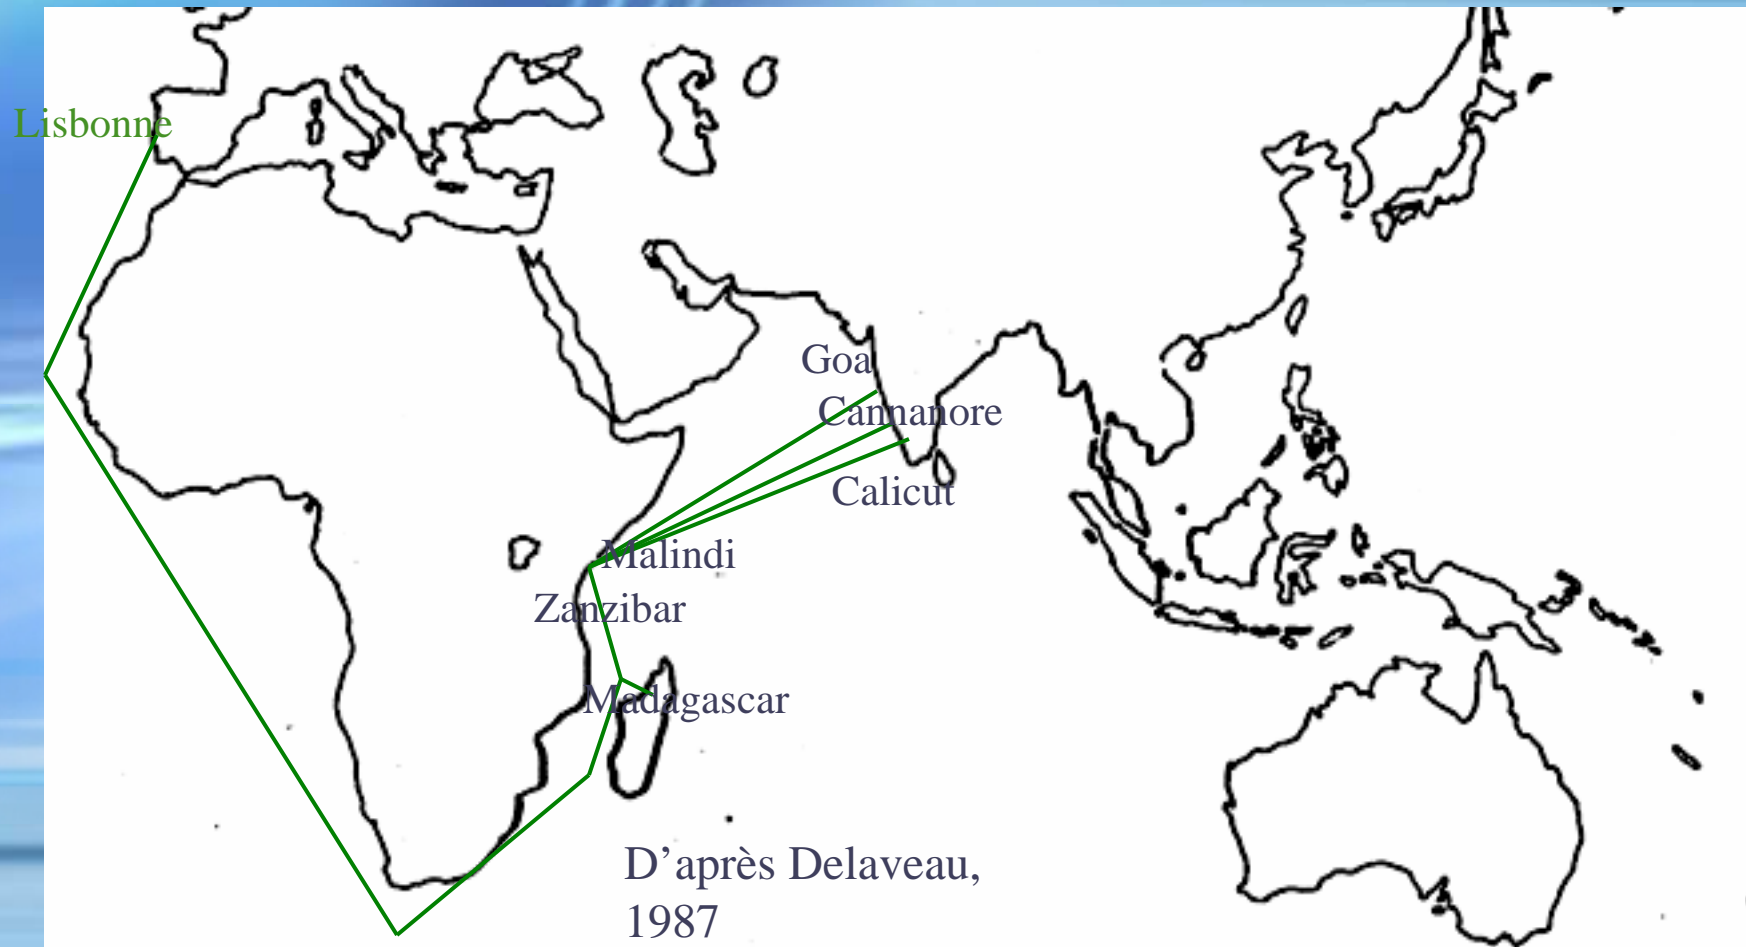 Lisbonne
Goa
Cannanore
Calicut
Malindi
Zanzibar
Madagascar
D’après Delaveau,
1987